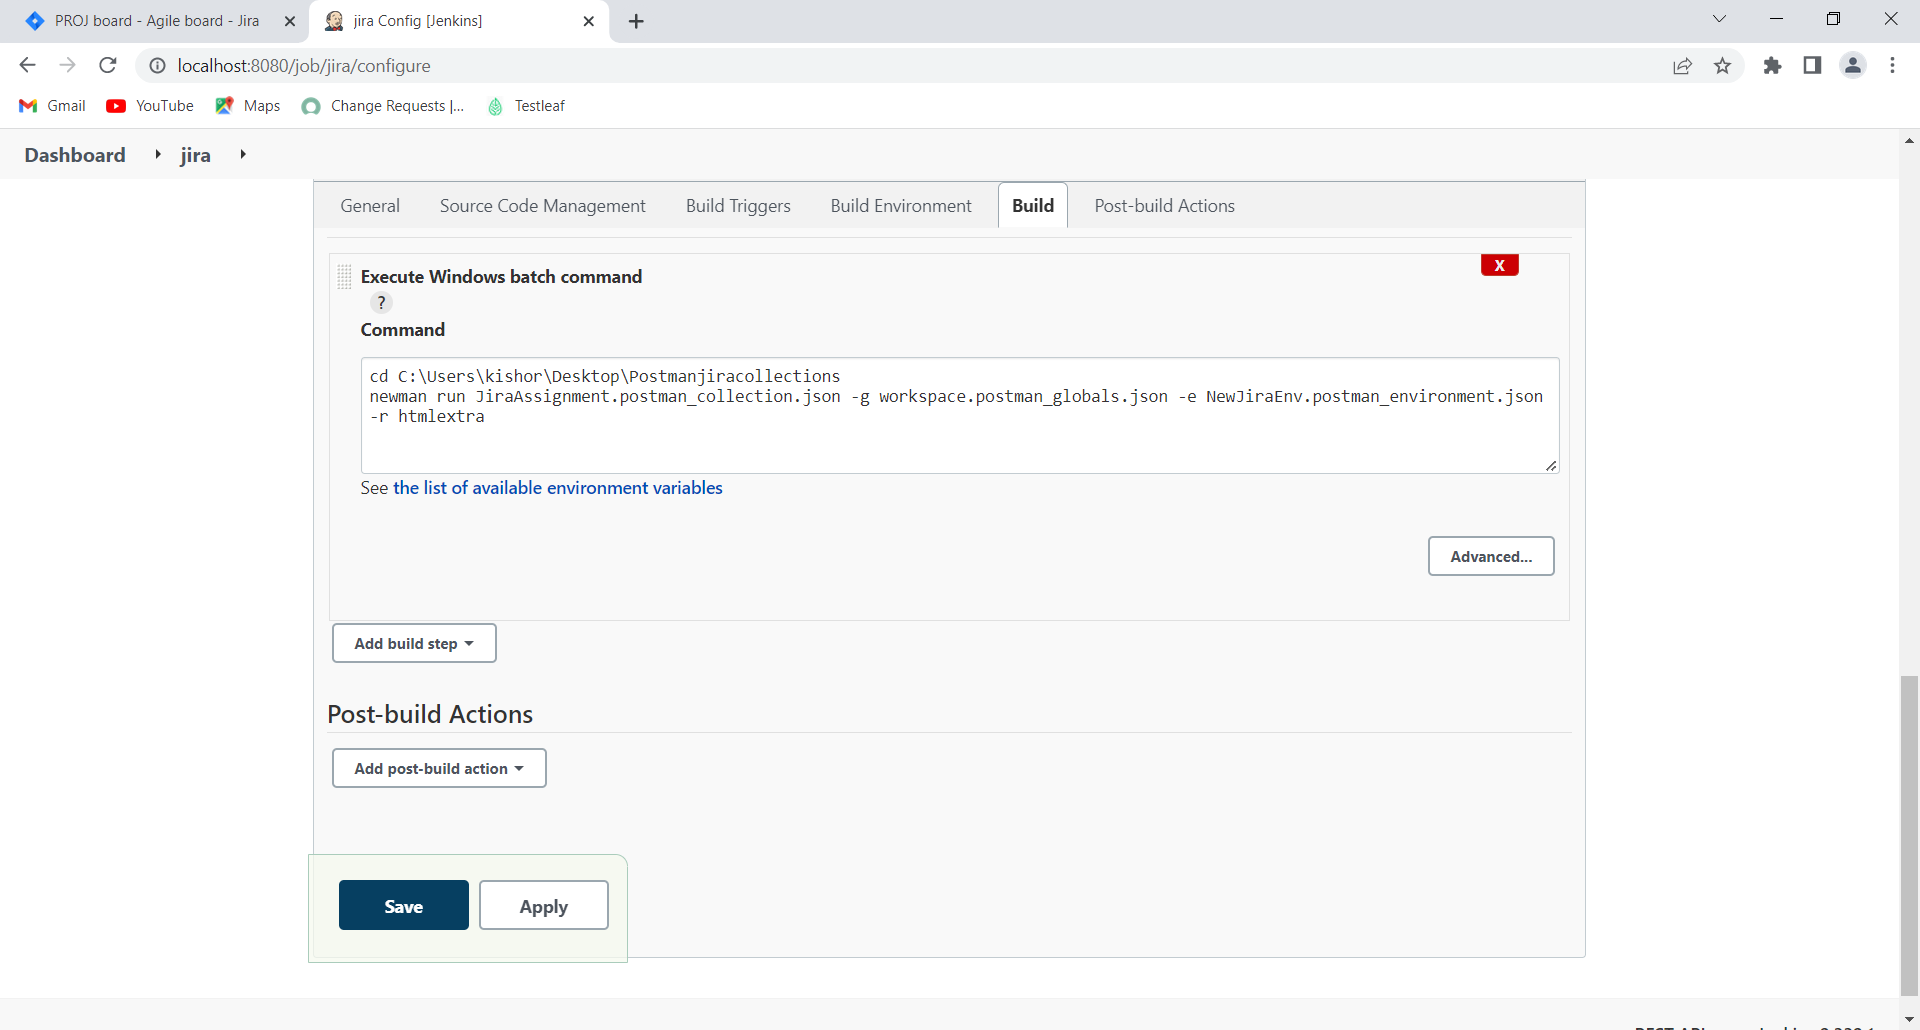 PROJ board - Agile board - Jira
jira Config [Jenkins]
localhost:8080/job/jira/configure
Gmail
YouTube
Maps
Change Requests |...
Testleaf
Dashboard
jira
General
Source Code Management
Build Triggers
Build Environment
Build
Post-build Actions
X
Execute Windows batch command
?
Command
cd C:\Users\kishor\Desktop\Postmanjiracollections
newman run JiraAssignment.postman_collection.json -g workspace.postman_globals.json -e NewJiraEnv.postman_environment.json
-r htmlextra
See the list of available environment variables
Advanced...
Add build step
Post-build Actions
Add post-build action
Save
Apply